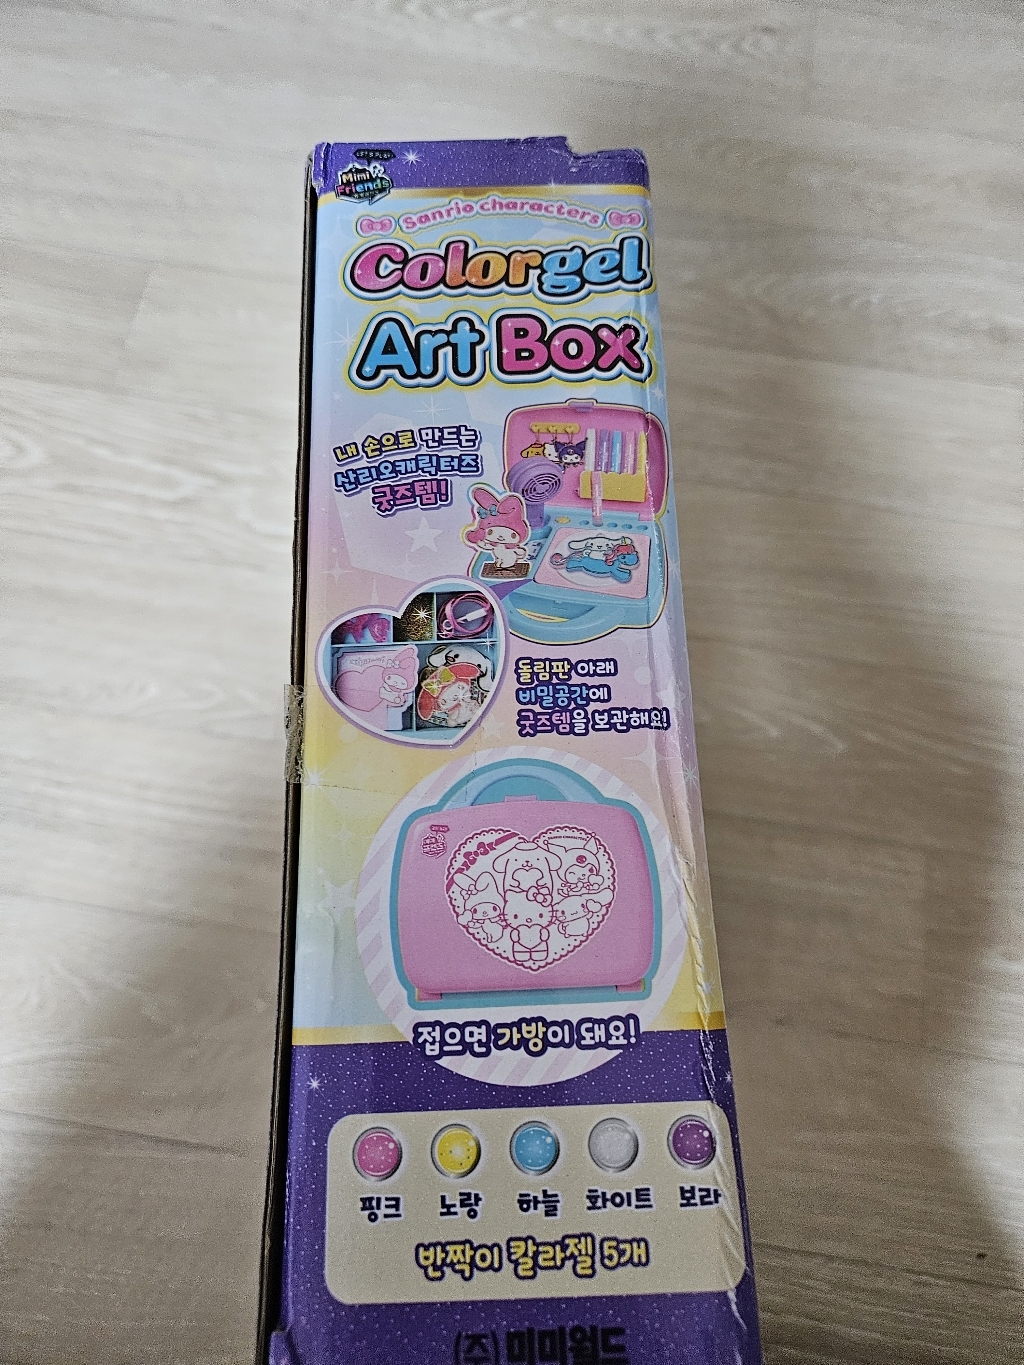 LET'S PLAY
Mimi
Friends
Sanrio characters
Colorgel
Art Box
내 손으로 만드는
산리오캐릭터즈
굿즈템!
돌림판 아래
비밀공간에
굿즈템을 보관해요!
SANRIO CHARACTERS
접으면 가방이 돼요!
핑크 노랑 하늘 화이트 보라
반짝이 칼라젤 5개
(주) 미미월드